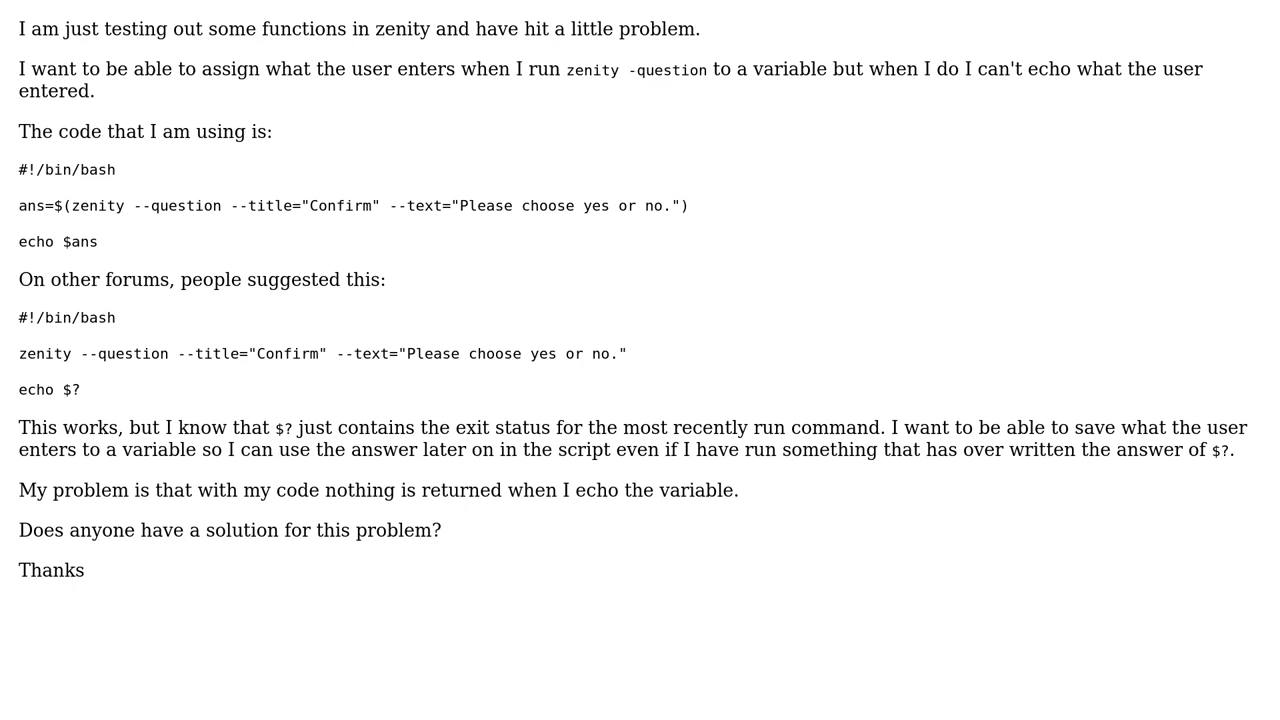 I am just testing out some functions in zenity and have hit a little problem.
I want to be able to assign what the user enters when I run zenity -question to a variable but when I do I can't echo what the user
entered.
The code that I am using is:
#!/bin/bash
ans=$(zenity --question --title="Confirm" --text="Please choose yes or no.")
echo $ans
On other forums, people suggested this:
#!/bin/bash
zenity --question --title="Confirm" --text="Please choose yes or no."
echo $?
This works, but I know that $? just contains the exit status for the most recently run command. I want to be able to save what the user
enters to a variable so I can use the answer later on in the script even if I have run something that has over written the answer of $?.
My problem is that with my code nothing is returned when I echo the variable.
Does anyone have a solution for this problem?
Thanks